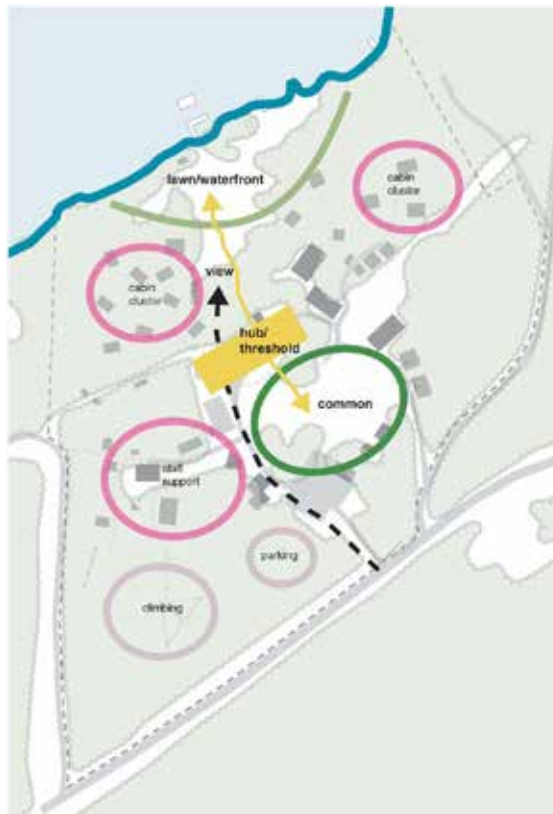 lawn/waterfront
cabin
cluster
view
cabin
cluster
hub/
threshold
common
staff
support
parking
climbing